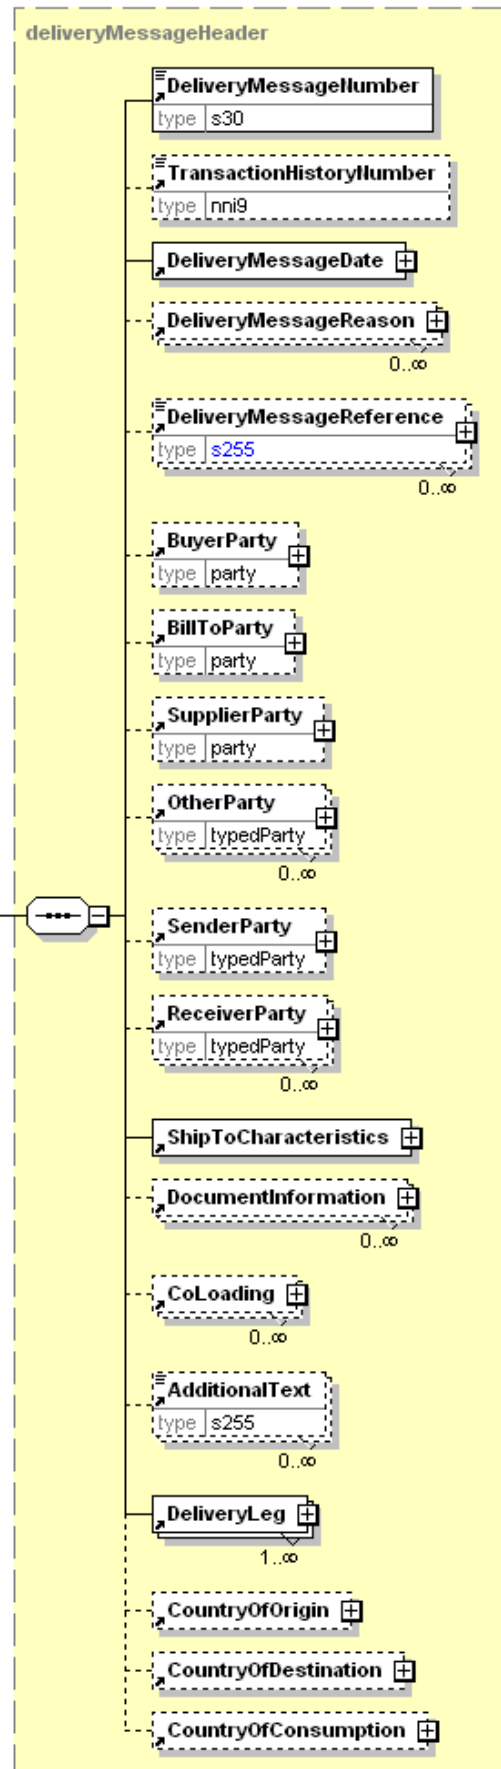 deliveryMessageHeader
DeliveryMessageNumber
type s30
TransactionHistoryNumber
type nni9
DeliveryMessageDate
DeliveryMessageReason
0..∞
DeliveryMessageReference
type s255
0..∞
BuyerParty
type party
BillToParty
type party
SupplierParty
type party
OtherParty
type typedParty
0..∞
SenderParty
type typedParty
ReceiverParty
type typedParty
0..∞
ShipToCharacteristics
DocumentInformation
0..∞
CoLoading
0..∞
AdditionalText
type s255
0..∞
DeliveryLeg
1..∞
CountryOfOrigin
CountryOfDestination
CountryOfConsumption